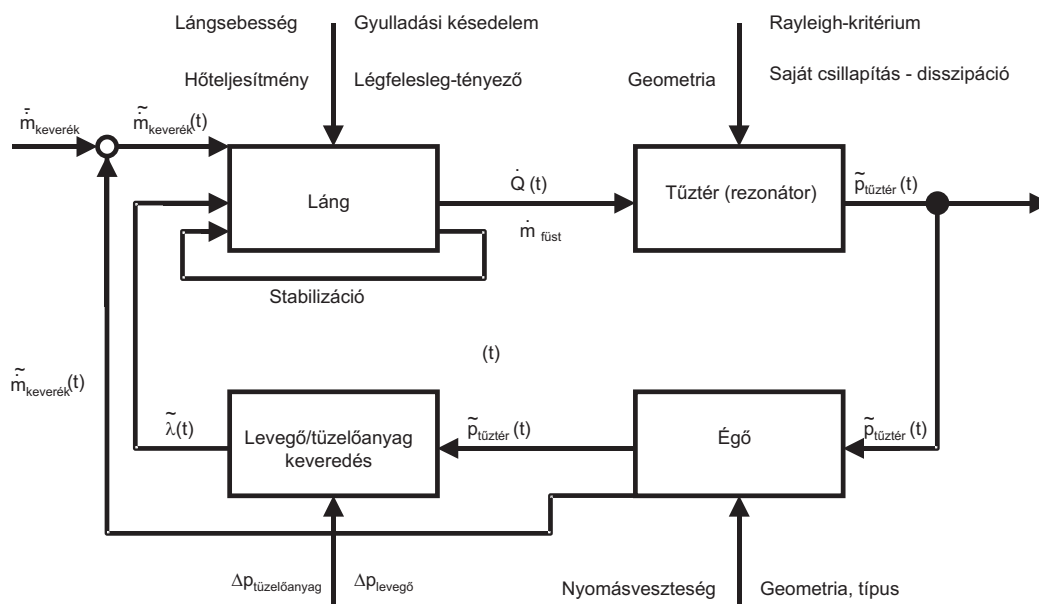 Lángsebesség
Gyulladási késedelem
Rayleigh-kritérium
Hőteljesítmény
Légfelesleg-tényező
Geometria
Saját csillapítás - disszipáció
ṁ̄keverék
ṁ̃keverék(t)
Láng
Q̇ (t)
ṁ füst
Tűztér (rezonátor)
p̃tűztér (t)
Stabilizáció
(t)
ṁ̃keverék(t)
λ̃(t)
Levegő/tüzelőanyag
keveredés
p̃tűztér (t)
Égő
p̃tűztér (t)
Δptüzelőanyag
Δplevegő
Nyomásveszteség
Geometria, típus